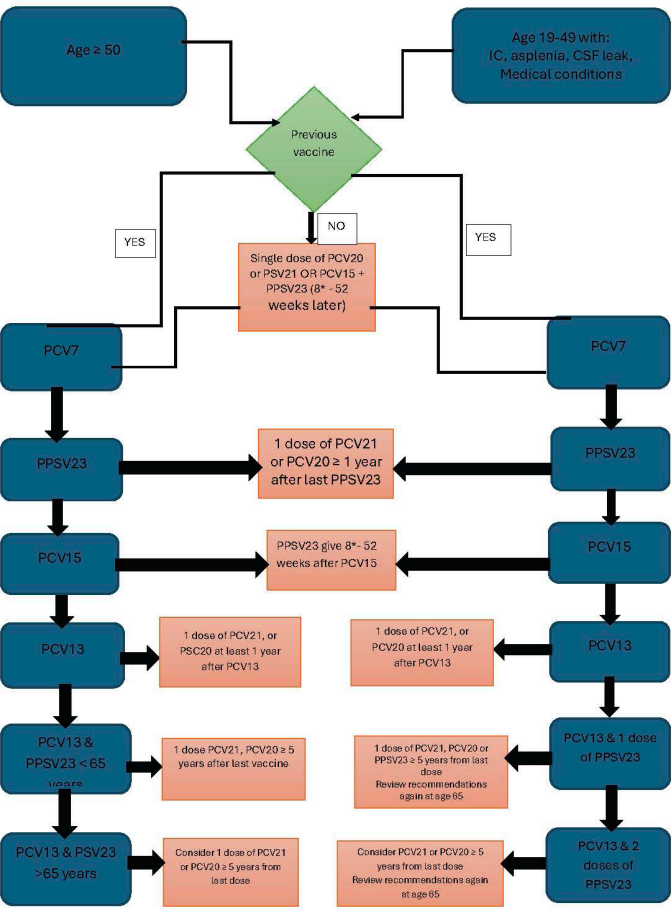 Age ≥ 50
Age 19-49 with:
IC, asplenia, CSF leak,
Medical conditions
Previous
vaccine
YES
NO
YES
Single dose of PCV20
or PSV21 OR PCV15 +
PPSV23 (8* - 52
weeks later)
PCV7
PCV7
PPSV23
1 dose of PCV21
or PCV20 ≥ 1 year
after last PPSV23
PPSV23
PCV15
PPSV23 give 8*- 52
weeks after PCV15
PCV15
PCV13
1 dose of PCV21, or
PSC20 at least 1 year
after PCV13
1 dose of PCV21, or
PCV20 at least 1 year
after PCV13
PCV13
PCV13 &
PPSV23 < 65
years
1 dose PCV21, PCV20 ≥ 5
years after last vaccine
1 dose of PCV21, PCV20 or
PPSV23 ≥ 5 years from last
dose
Review recommendations
again at age 65
PCV13 & 1 dose
of PPSV23
PCV13 & PSV23
>65 years
Consider 1 dose of PCV21
or PCV20 ≥ 5 years from
last dose
Consider PCV21 or PCV20 ≥ 5
years from last dose
Review recommendations again
at age 65
PCV13 & 2
doses of
PPSV23